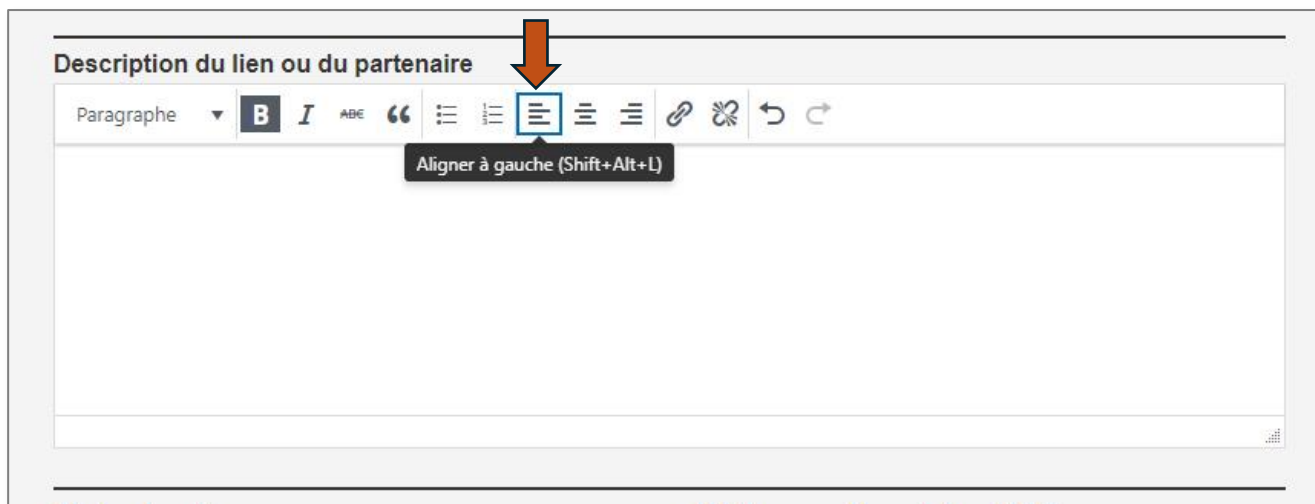 Description du lien ou du partenaire
Paragraphe B I ABC
Aligner à gauche (Shift+Alt+L)